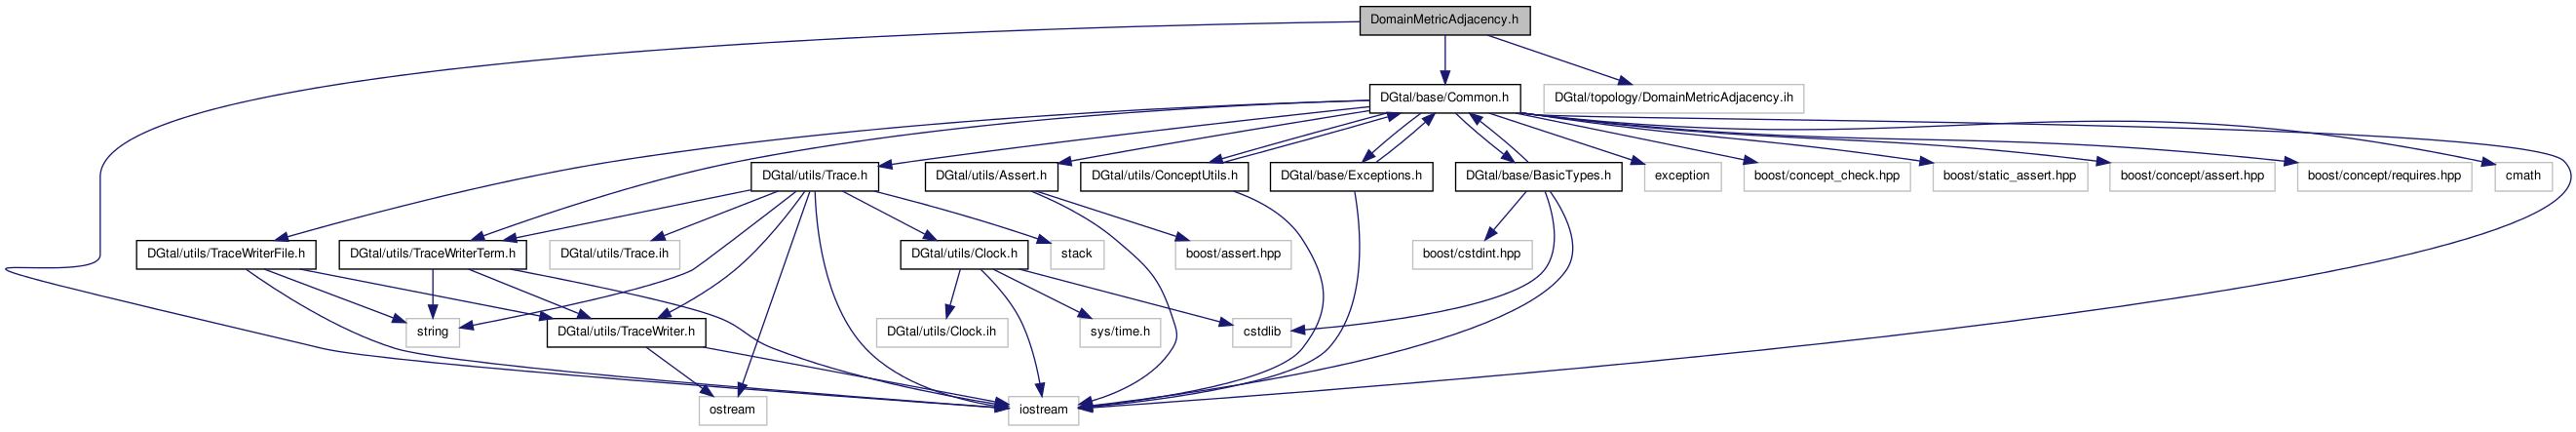 DomainMetricAdjacency.h
DGtal/base/Common.h
DGtal/topology/DomainMetricAdjacency.ih
DGtal/utils/Trace.h
DGtal/utils/Assert.h
DGtal/utils/ConceptUtils.h
DGtal/base/Exceptions.h
DGtal/base/BasicTypes.h
exception
boost/concept_check.hpp
boost/static_assert.hpp
boost/concept/assert.hpp
boost/concept/requires.hpp
cmath
DGtal/utils/TraceWriterFile.h
DGtal/utils/TraceWriterTerm.h
DGtal/utils/Trace.ih
DGtal/utils/Clock.h
stack
boost/assert.hpp
boost/cstdint.hpp
string
DGtal/utils/TraceWriter.h
DGtal/utils/Clock.ih
sys/time.h
cstdlib
ostream
iostream